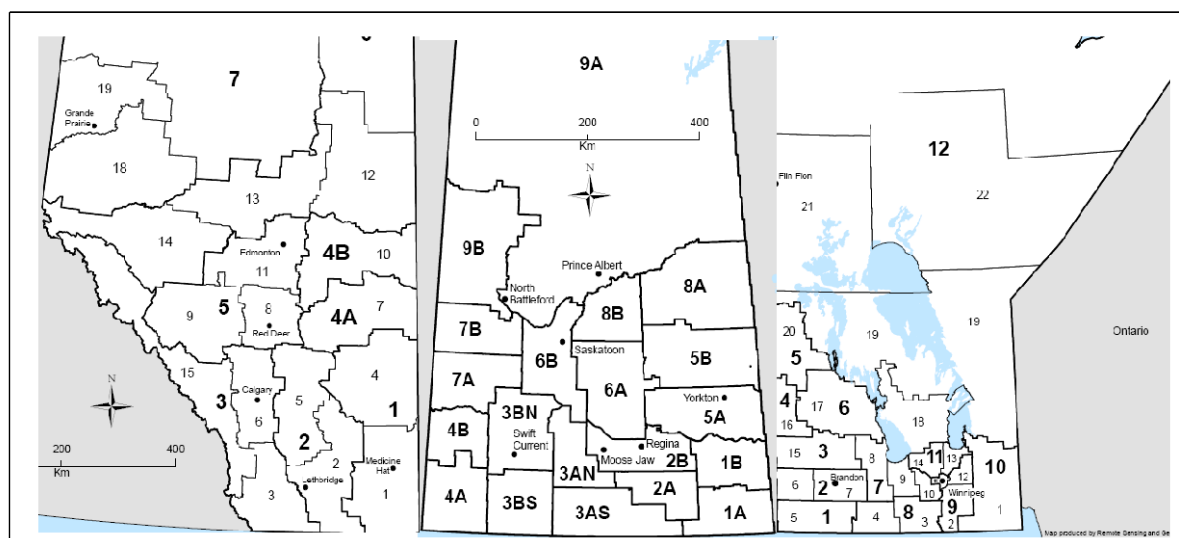 7
19
Grande
Prairie
18
12
13
14
Edmonton
4B
10
11
5
9
8
Red Deer
4A
7
15
N
3
Calgary
6
5
4
1
2
2
Medicine
Hat
Lethbridge
3
1
200
400
Km
9A
0
200
400
Km
N
9B
Prince Albert
North
Battleford
8A
8B
7B
6B
Saskatoon
5B
7A
6A
Yorkton
5A
3BN
4B
Swift
Current
Regina
Moose Jaw
2B
1B
3AN
4A
3BS
2A
3AS
1A
12
Flin Flon
21
22
19
19
Ontario
20
5
4
16
17
6
18
15
3
8
14
11
13
10
6
2
Brandon
7
7
9
10
12
Winnipeg
5
1
4
8
3
9
2
1
Map produced by Remote Sensing and Ge